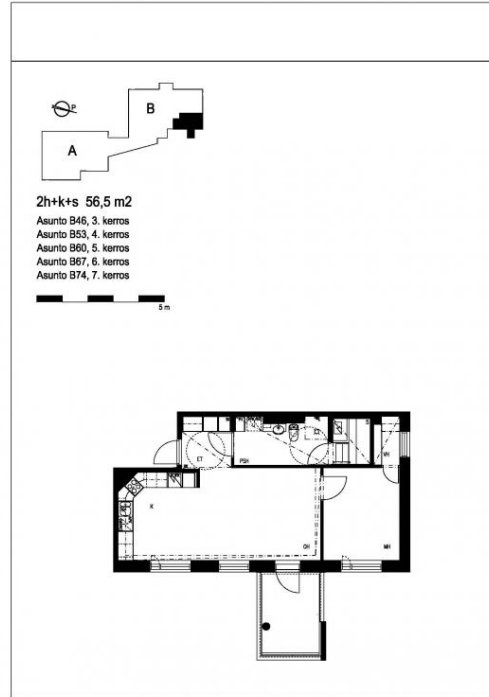 P
B
A
2h+k+s 56,5 m2
Asunto B46, 3. kerros
Asunto B53, 4. kerros
Asunto B60, 5. kerros
Asunto B67, 6. kerros
Asunto B74, 7. kerros
5 m
ET
PSH
VH
K
OH
MH